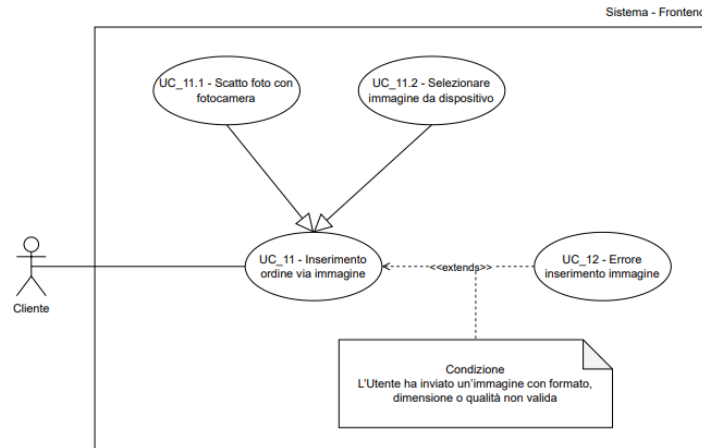 Sistema - Frontend
UC_11.1 - Scatto foto con
fotocamera
UC_11.2 - Selezionare
immagine da dispositivo
UC_11 - Inserimento
ordine via immagine
<<extends>>
UC_12 - Errore
inserimento immagine
Cliente
Condizione
L'Utente ha inviato un'immagine con formato,
dimensione o qualità non valida